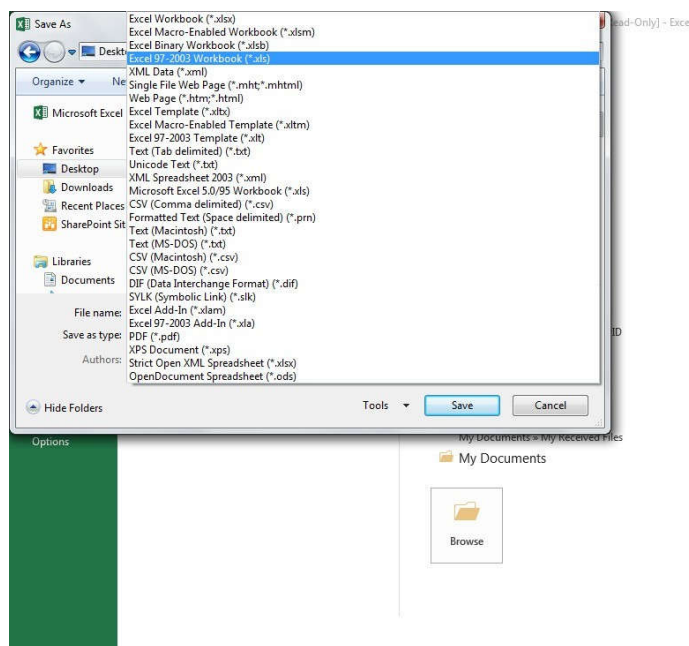 Save As
ead-Only] - Exce
Deskt
Organize
Ne
Microsoft Excel
Favorites
Desktop
Downloads
Recent Places
SharePoint Sit
Libraries
Documents
Excel Workbook (*.xlsx)
Excel Macro-Enabled Workbook (*.xlsm)
Excel Binary Workbook (*.xlsb)
Excel 97-2003 Workbook (*.xls)
XML Data (*.xml)
Single File Web Page (*.mht;*.mhtml)
Web Page (*.htm;*.html)
Excel Template (*.xltx)
Excel Macro-Enabled Template (*.xltm)
Excel 97-2003 Template (*.xlt)
Text (Tab delimited) (*.txt)
Unicode Text (*.txt)
XML Spreadsheet 2003 (*.xml)
Microsoft Excel 5.0/95 Workbook (*.xls)
CSV (Comma delimited) (*.csv)
Formatted Text (Space delimited) (*.prn)
Text (Macintosh) (*.txt)
Text (MS-DOS) (*.txt)
CSV (Macintosh) (*.csv)
CSV (MS-DOS) (*.csv)
DIF (Data Interchange Format) (*.dif)
SYLK (Symbolic Link) (*.slk)
Excel Add-In (*.xlam)
Excel 97-2003 Add-In (*.xla)
PDF (*.pdf)
XPS Document (*.xps)
Strict Open XML Spreadsheet (*.xlsx)
OpenDocument Spreadsheet (*.ods)
File name:
Save as type:
Authors:
ID
Hide Folders
Tools
Save
Cancel
Options
My Documents » My Received Files
My Documents
Browse